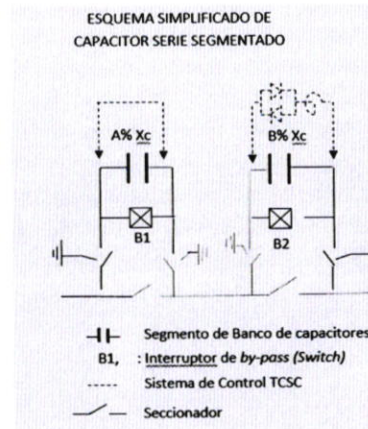 ESQUEMA SIMPLIFICADO DE
CAPACITOR SERIE SEGMENTADO
A% Xc
B% Xc
B1
B2
Segmento de Banco de capacitores
B1, : Interruptor de by-pass (Switch)
Sistema de Control TCSC
Seccionador